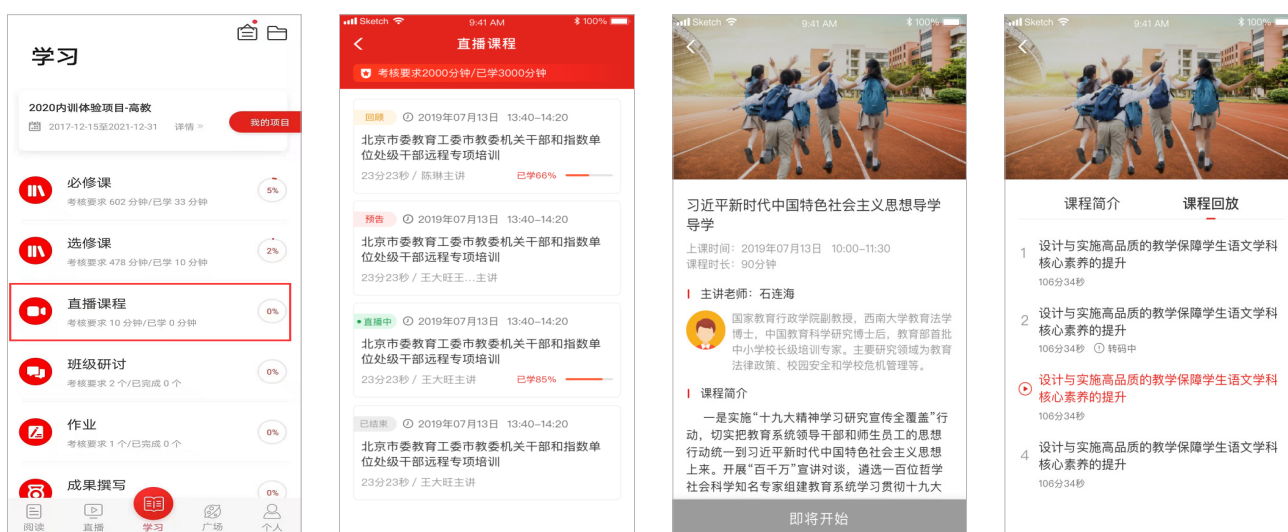 学习
2020内训体验项目-高教
2017-12-15至2021-12-31 详情 »
我的项目
必修课
考核要求 602 分钟/已学 33 分钟
5%
选修课
考核要求 478 分钟/已学 10 分钟
2%
直播课程
考核要求 10 分钟/已学 0 分钟
0%
班级研讨
考核要求 2 个/已完成 0 个
0%
作业
考核要求 1 个/已完成 0 个
0%
成果撰写
0%
阅读
直播
学习
广场
个人
Sketch
9:41 AM
100%
直播课程
考核要求2000分钟/已学3000分钟
回顾 2019年07月13日 13:40–14:20
北京市委教育工委市教委机关干部和指数单
位处级干部远程专项培训
23分23秒 / 陈琳主讲 已学66%
预告 2019年07月13日 13:40–14:20
北京市委教育工委市教委机关干部和指数单
位处级干部远程专项培训
23分23秒 / 王大旺王...主讲
直播中 2019年07月13日 13:40–14:20
北京市委教育工委市教委机关干部和指数单
位处级干部远程专项培训
23分23秒 / 王大旺主讲 已学85%
已结束 2019年07月13日 13:40–14:20
北京市委教育工委市教委机关干部和指数单
位处级干部远程专项培训
23分23秒 / 王大旺主讲
Sketch
9:41 AM
100%
习近平新时代中国特色社会主义思想导学
导学
上课时间：2019年07月13日 10:00–11:30
课程时长：90分钟
主讲老师：石连海
国家教育行政学院副教授，西南大学教育法学
博士，中国教育科学研究博士后，教育部首批
中小学校长级培训专家。主要研究领域为教育
法律政策、校园安全和学校危机管理等。
课程简介
一是实施“十九大精神学习研究宣传全覆盖”行
动，切实把教育系统领导干部和师生员工的思想
行动统一到习近平新时代中国特色社会主义思想
上来。开展“百千万”宣讲对谈，遴选一百位哲学
社会科学知名专家组建教育系统学习贯彻十九大
即将开始
Sketch
9:41 AM
100%
课程简介
课程回放
1 设计与实施高品质的教学保障学生语文学科
核心素养的提升
106分34秒
2 设计与实施高品质的教学保障学生语文学科
核心素养的提升
106分34秒 转码中
设计与实施高品质的教学保障学生语文学科
核心素养的提升
106分34秒
4 设计与实施高品质的教学保障学生语文学科
核心素养的提升
106分34秒